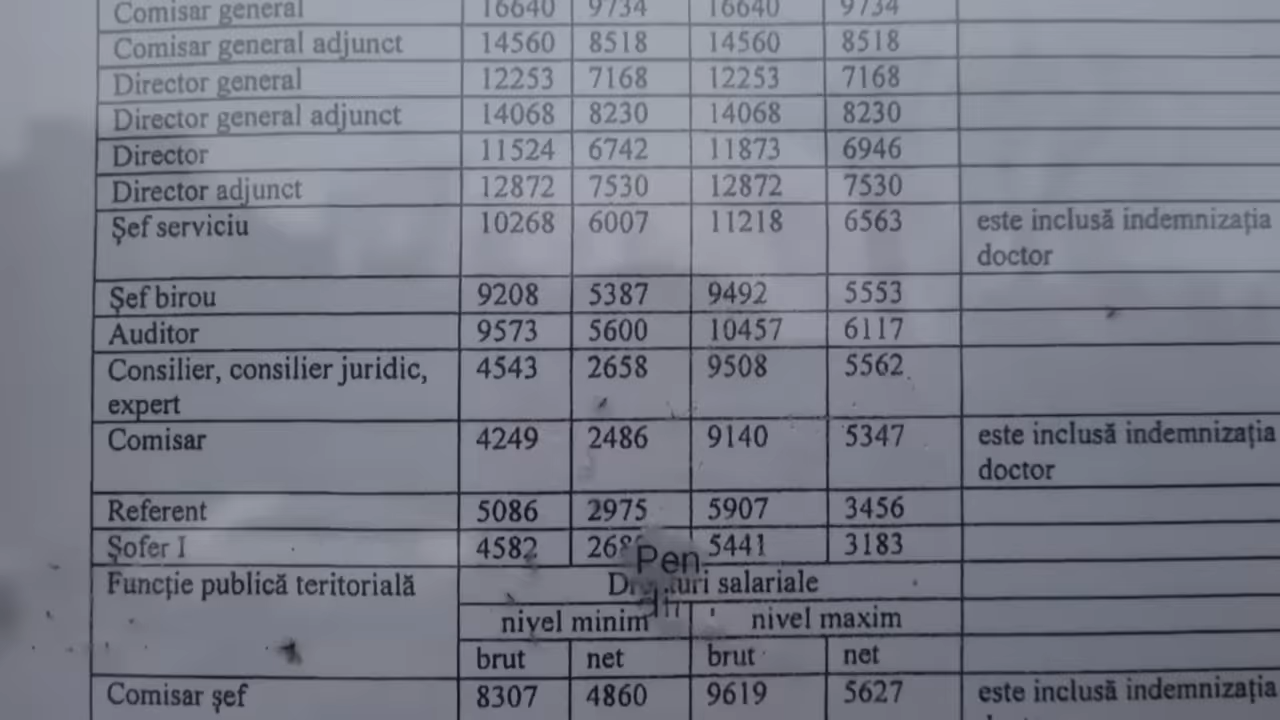 Comisar general 16640 9734 16640 9734
Comisar general adjunct 14560 8518 14560 8518
Director general 12253 7168 12253 7168
Director general adjunct 14068 8230 14068 8230
Director 11524 6742 11873 6946
Director adjunct 12872 7530 12872 7530
Şef serviciu 10268 6007 11218 6563 este inclusă indemnizaţia
doctor
Şef birou 9208 5387 9492 5553
Auditor 9573 5600 10457 6117
Consilier, consilier juridic, 4543 2658 9508 5562
expert
Comisar 4249 2486 9140 5347 este inclusă indemnizaţia
doctor
Referent 5086 2975 5907 3456
Şofer I 4582 5441 3183
Pen
Funcţie publică teritorială salariale
nivel minim nivel maxim
brut net brut net
Comisar şef 8307 4860 9619 5627 este inclusă indemnizaţia